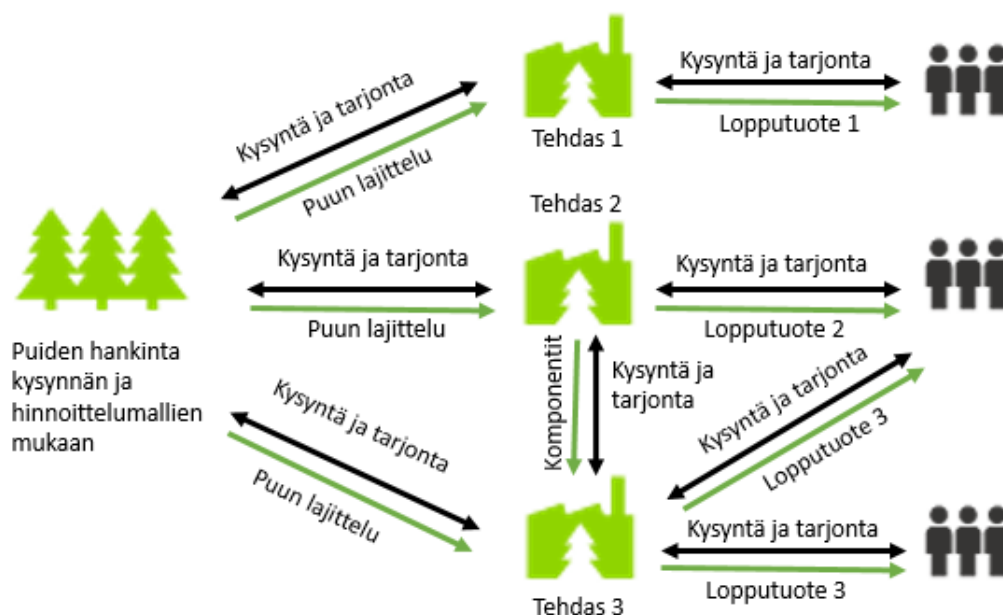 Kysyntä ja tarjonta
Puun lajittelu
Tehdas 1
Kysyntä ja tarjonta
Lopputuote 1
Tehdas 2
Kysyntä ja tarjonta
Puun lajittelu
Kysyntä ja tarjonta
Lopputuote 2
Puiden hankinta
kysynnän ja
hinnoittelumallien
mukaan
Komponentit
Kysyntä ja
tarjonta
Kysyntä ja tarjonta
Lopputuote 3
Kysyntä ja tarjonta
Puun lajittelu
Tehdas 3
Kysyntä ja tarjonta
Lopputuote 3